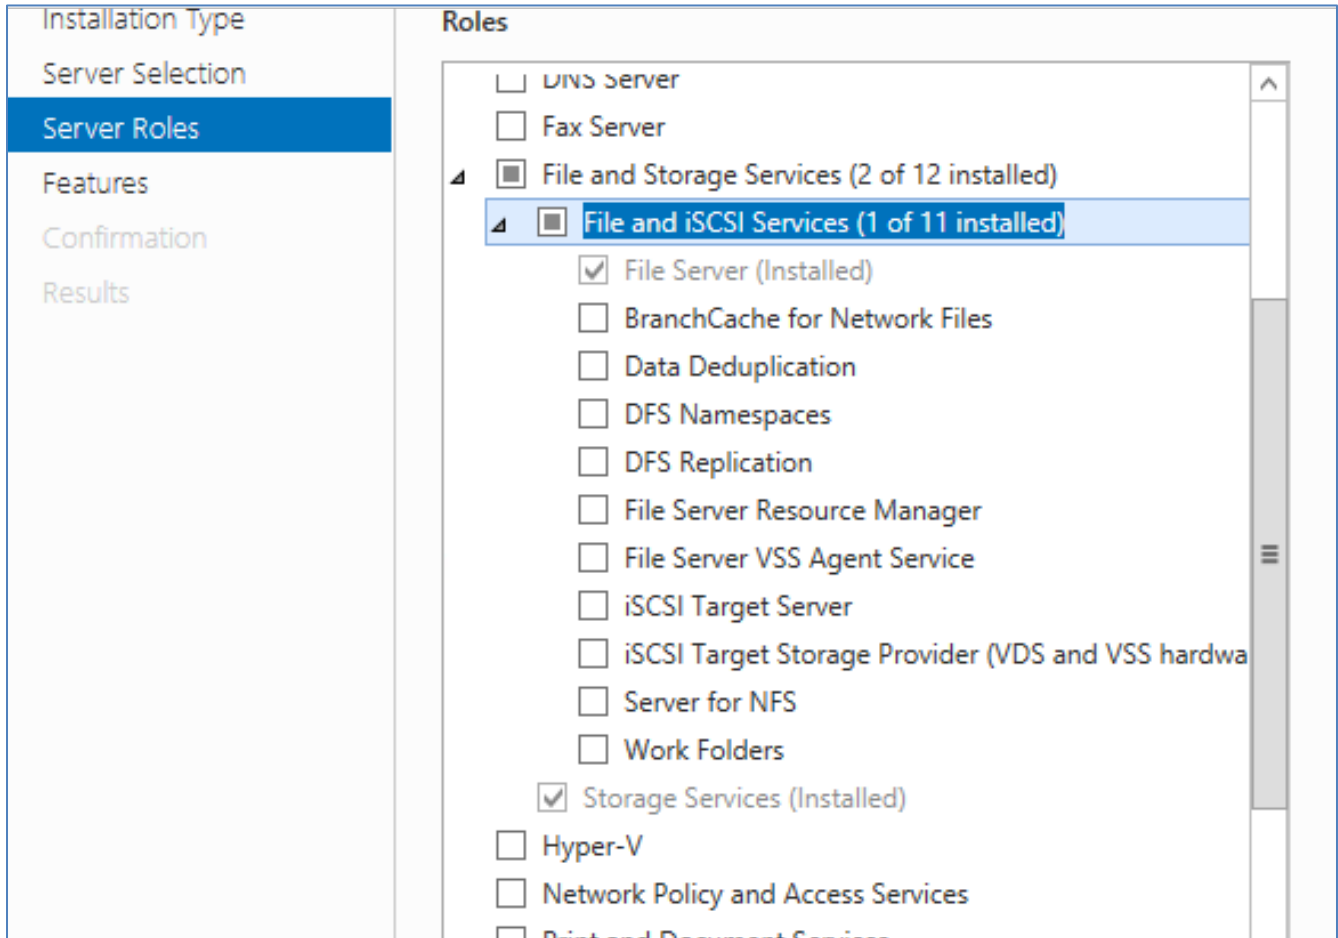 Installation Type
Server Selection
Server Roles
Features
Confirmation
Results
Roles
DNS Server
Fax Server
File and Storage Services (2 of 12 installed)
File and iSCSI Services (1 of 11 installed)
File Server (Installed)
BranchCache for Network Files
Data Deduplication
DFS Namespaces
DFS Replication
File Server Resource Manager
File Server VSS Agent Service
iSCSI Target Server
iSCSI Target Storage Provider (VDS and VSS hardwa
Server for NFS
Work Folders
Storage Services (Installed)
Hyper-V
Network Policy and Access Services
Print and Document Services